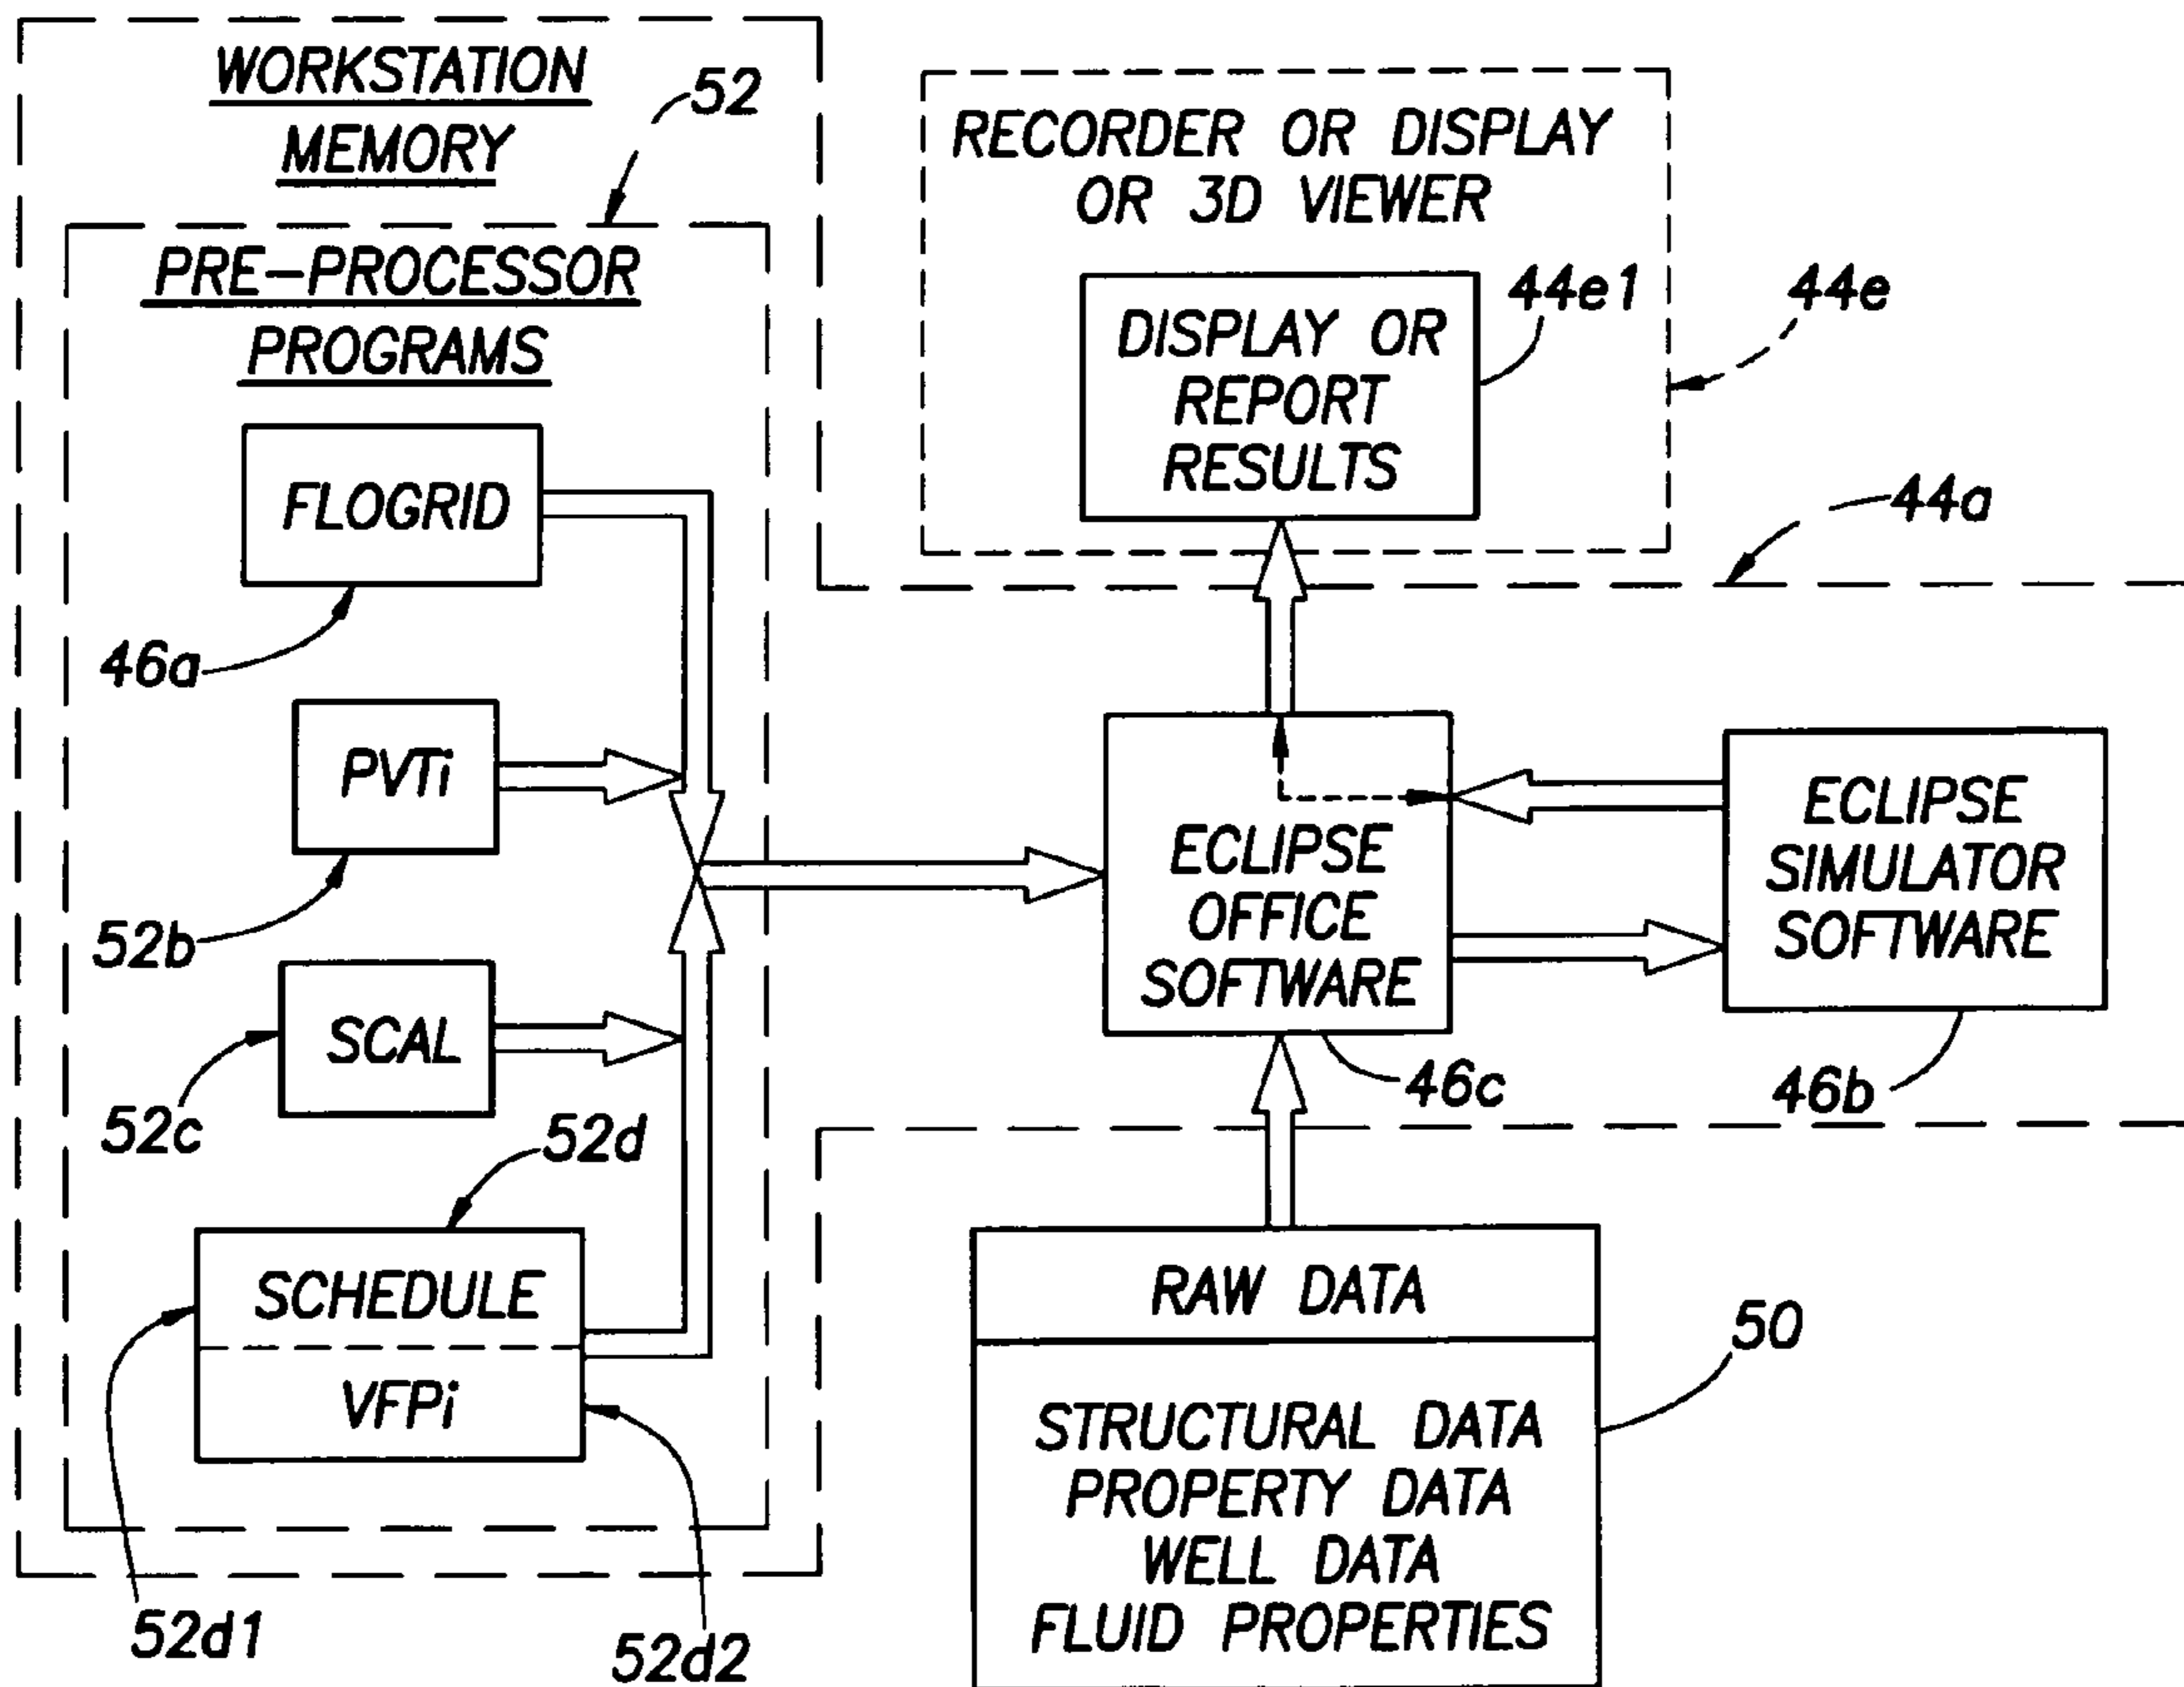 WORKSTATION
MEMORY
52
PRE-PROCESSOR
PROGRAMS
FLOGRID
46a
PVTi
52b
SCAL
52c
52d
SCHEDULE
VFPi
52d1
52d2
RECORDER OR DISPLAY
OR 3D VIEWER
DISPLAY OR
REPORT
RESULTS
44e1
44e
44a
ECLIPSE
OFFICE
SOFTWARE
46c
ECLIPSE
SIMULATOR
SOFTWARE
46b
RAW DATA
STRUCTURAL DATA
PROPERTY DATA
WELL DATA
FLUID PROPERTIES
50